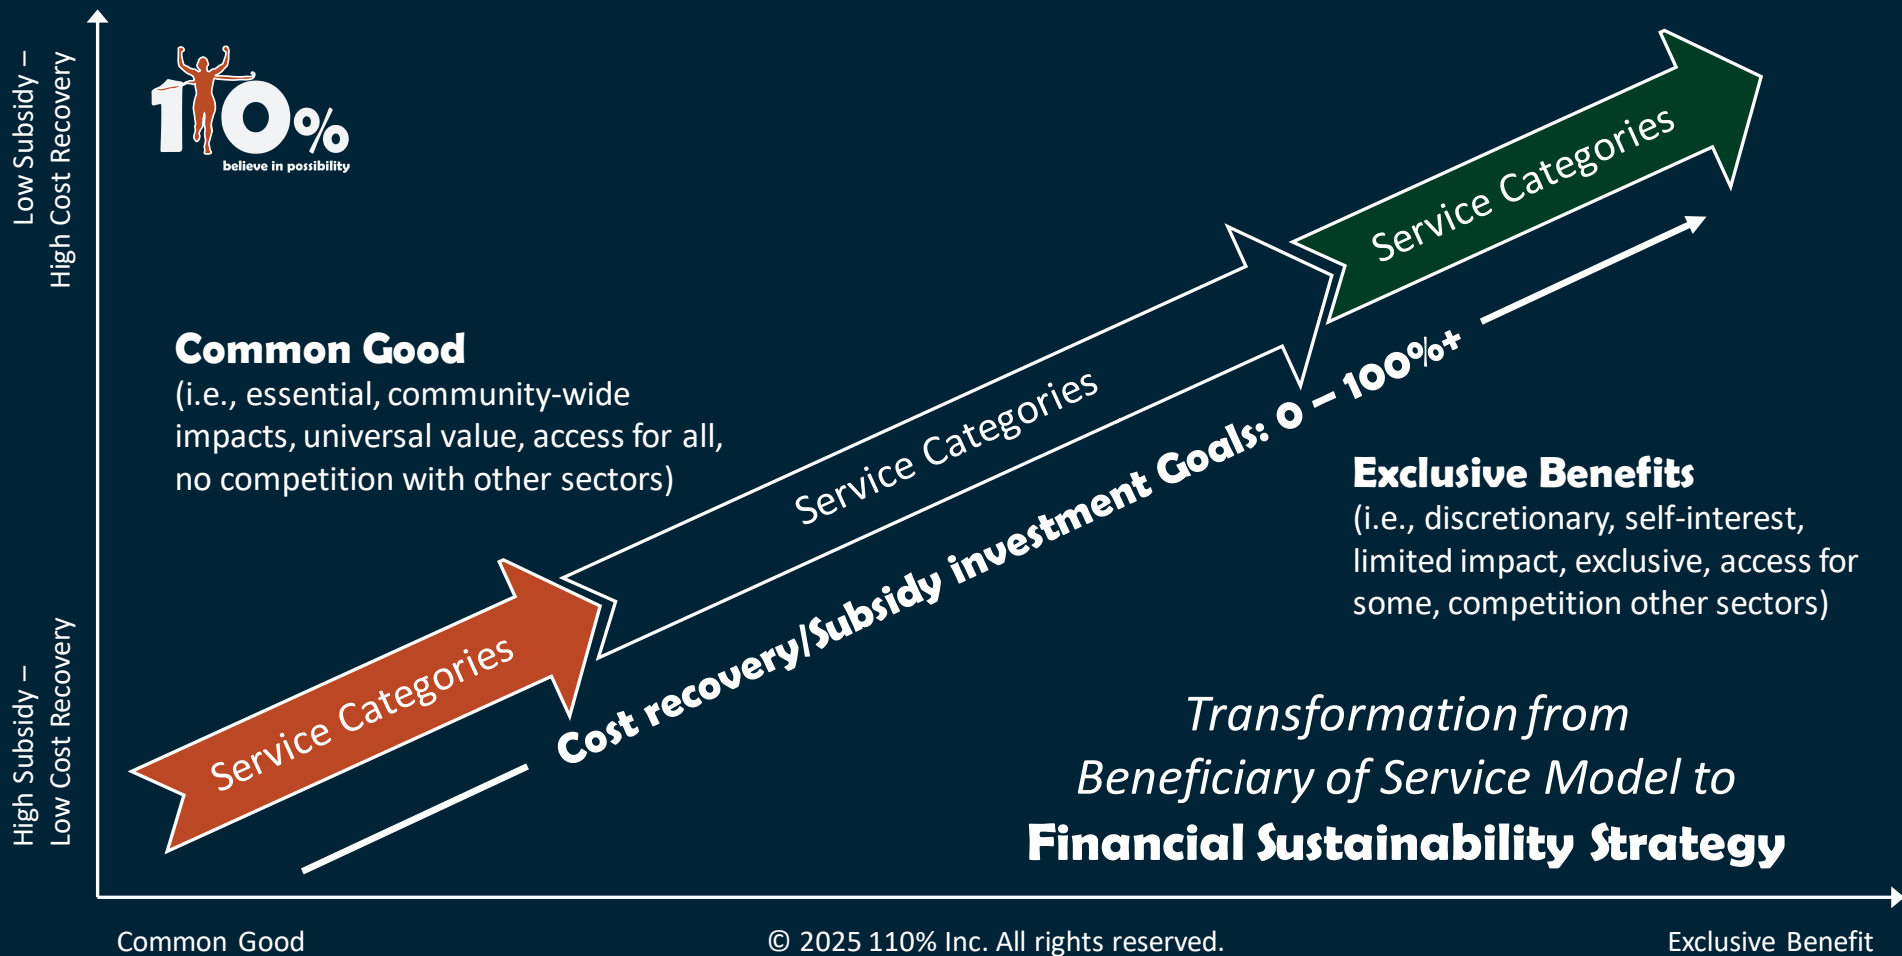 Low Subsidy –
High Cost Recovery
110%
believe in possibility
Service Categories
Common Good
(i.e., essential, community-wide
impacts, universal value, access for all,
no competition with other sectors)
Service Categories
Cost recovery/Subsidy investment Goals: 0 – 100%+
Exclusive Benefits
(i.e., discretionary, self-interest,
limited impact, exclusive, access for
some, competition other sectors)
Service Categories
High Subsidy –
Low Cost Recovery
Transformation from
Beneficiary of Service Model to
Financial Sustainability Strategy
Common Good
© 2025 110% Inc. All rights reserved.
Exclusive Benefit